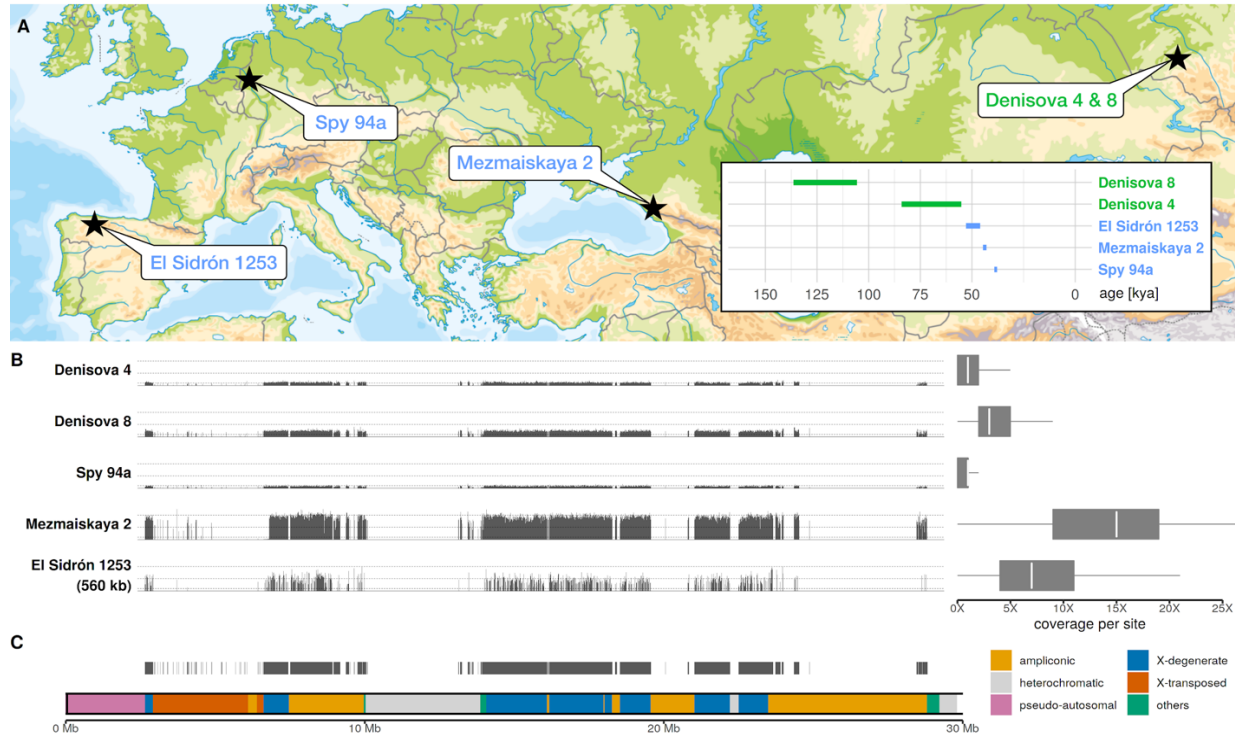 A
Spy 94a
Mezmaiskaya 2
El Sidrón 1253
Denisova 4 & 8
Denisova 8
Denisova 4
El Sidrón 1253
Mezmaiskaya 2
Spy 94a
150 125 100 75 50 25 0 age [kya]
B
Denisova 4
Denisova 8
Spy 94a
Mezmaiskaya 2
El Sidrón 1253
(560 kb)
0X 5X 10X 15X 20X 25X
coverage per site
C
ampliconic X-degenerate
heterochromatic X-transposed
pseudo-autosomal others
0 Mb 10 Mb 20 Mb 30 Mb